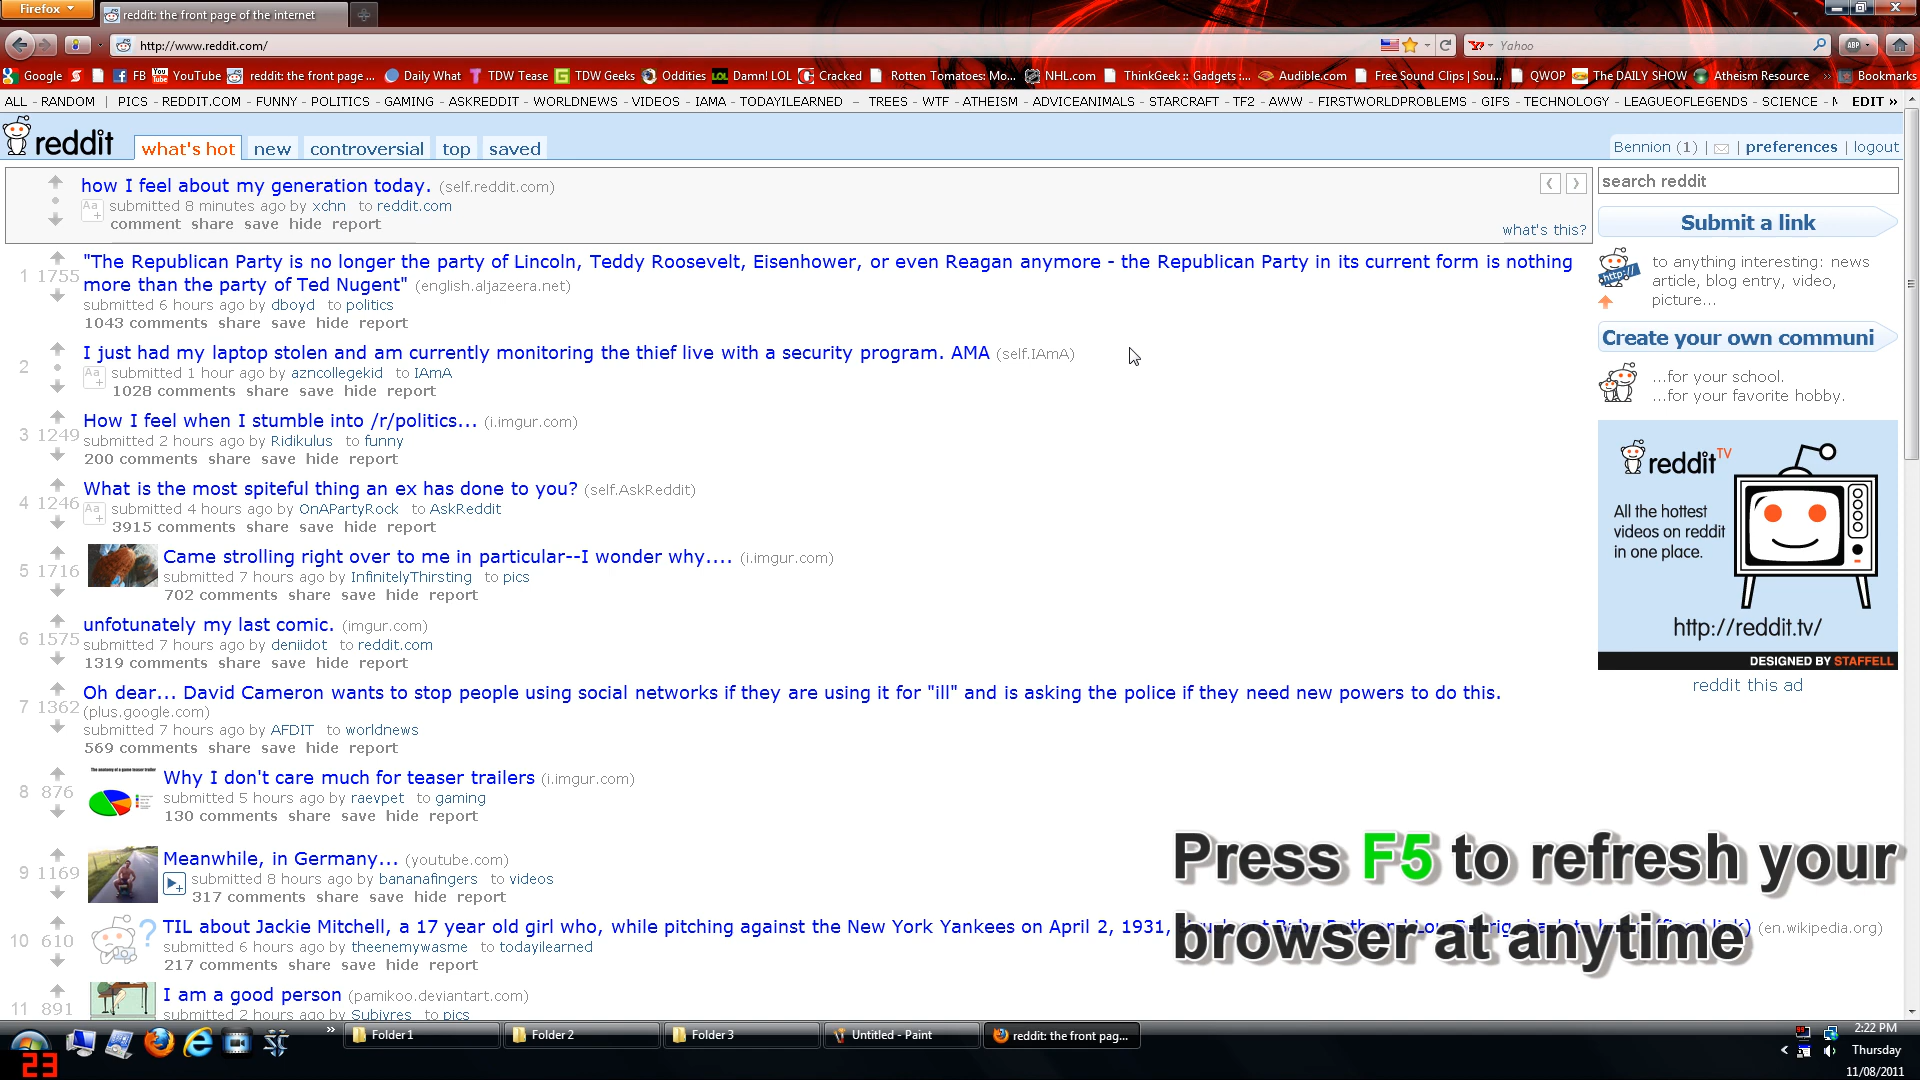 Firefox
reddit: the front page of the internet
http://www.reddit.com/
Yahoo
ABP
Google
FB
YouTube
reddit: the front page ...
Daily What
TDW Tease
TDW Geeks
Oddities
Damn! LOL
Cracked
Rotten Tomatoes: Mo...
NHL.com
ThinkGeek :: Gadgets :...
Audible.com
Free Sound Clips | Sou...
QWOP
The DAILY SHOW
Atheism Resource
Bookmarks
ALL - RANDOM | PICS - REDDIT.COM - FUNNY - POLITICS - GAMING - ASKREDDIT - WORLDNEWS - VIDEOS - IAMA - TODAYILEARNED - TREES - WTF - ATHEISM - ADVICEANIMALS - STARCRAFT - TF2 - AWW - FIRSTWORLDPROBLEMS - GIFS - TECHNOLOGY - LEAGUEOFLEGENDS - SCIENCE - EDIT »
reddit what's hot new controversial top saved
Bennion (1) | preferences | logout
how I feel about my generation today. (self.reddit.com)
submitted 8 minutes ago by xchn to reddit.com
comment share save hide report
what's this?
search reddit
Submit a link
to anything interesting: news
article, blog entry, video,
picture...
Create your own communi
...for your school.
...for your favorite hobby.
reddit TV
All the hottest
videos on reddit
in one place.
http://reddit.tv/
DESIGNED BY STAFFELL
reddit this ad
1 1755 "The Republican Party is no longer the party of Lincoln, Teddy Roosevelt, Eisenhower, or even Reagan anymore - the Republican Party in its current form is nothing
more than the party of Ted Nugent" (english.aljazeera.net)
submitted 6 hours ago by dboyd to politics
1043 comments share save hide report
2 I just had my laptop stolen and am currently monitoring the thief live with a security program. AMA (self.IAmA)
submitted 1 hour ago by azncollegekid to IAmA
1028 comments share save hide report
3 1249 How I feel when I stumble into /r/politics... (i.imgur.com)
submitted 2 hours ago by Ridikulus to funny
200 comments share save hide report
4 1246 What is the most spiteful thing an ex has done to you? (self.AskReddit)
submitted 4 hours ago by OnAPartyRock to AskReddit
3915 comments share save hide report
5 1716 Came strolling right over to me in particular--I wonder why.... (i.imgur.com)
submitted 7 hours ago by InfinitelyThirsting to pics
702 comments share save hide report
6 1575 unfotunately my last comic. (imgur.com)
submitted 7 hours ago by deniidot to reddit.com
1319 comments share save hide report
7 1362 Oh dear... David Cameron wants to stop people using social networks if they are using it for "ill" and is asking the police if they need new powers to do this.
(plus.google.com)
submitted 7 hours ago by AFDIT to worldnews
569 comments share save hide report
8 876 Why I don't care much for teaser trailers (i.imgur.com)
submitted 5 hours ago by raevpet to gaming
130 comments share save hide report
9 1169 Meanwhile, in Germany... (youtube.com)
submitted 8 hours ago by bananafingers to videos
317 comments share save hide report
10 610 TIL about Jackie Mitchell, a 17 year old girl who, while pitching against the New York Yankees on April 2, 1931, (en.wikipedia.org)
submitted 6 hours ago by theenemywasme to todayilearned
217 comments share save hide report
11 891 I am a good person (pamikoo.deviantart.com)
submitted 2 hours ago by Subivres to pics
Press F5 to refresh your
browser at anytime
23
Folder 1
Folder 2
Folder 3
Untitled - Paint
reddit: the front pag...
2:22 PM
Thursday
11/08/2011